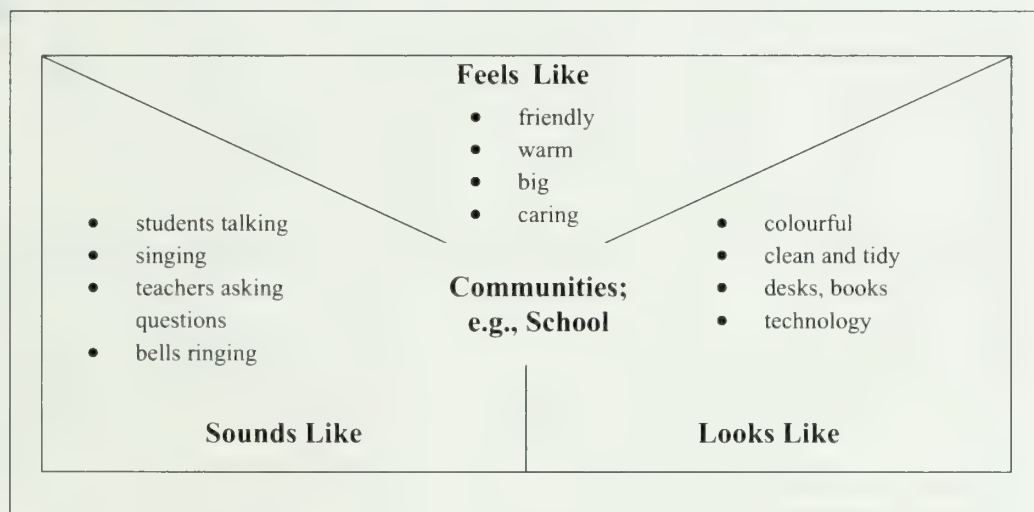 Feels Like
• friendly
• warm
• big
• caring
• students talking
• singing
• teachers asking
questions
• bells ringing
Sounds Like
Communities;
e.g., School
• colourful
• clean and tidy
• desks, books
• technology
Looks Like